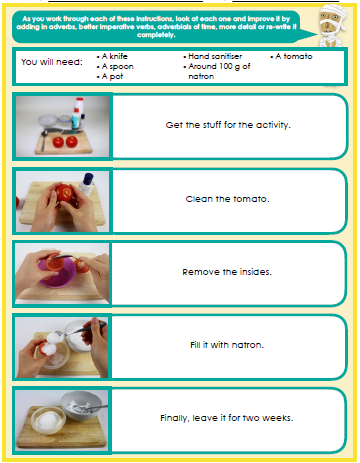 As you work through each of these instructions, look at each one and improve it by
adding in adverbs, better imperative verbs, adverbials of time, more detail or re-write it
completely.
You will need:
• A knife
• A spoon
• A pot
• Hand sanitiser
• Around 100 g of
natron
• A tomato
Get the stuff for the activity.
Clean the tomato.
Remove the insides.
Fill it with natron.
Finally, leave it for two weeks.